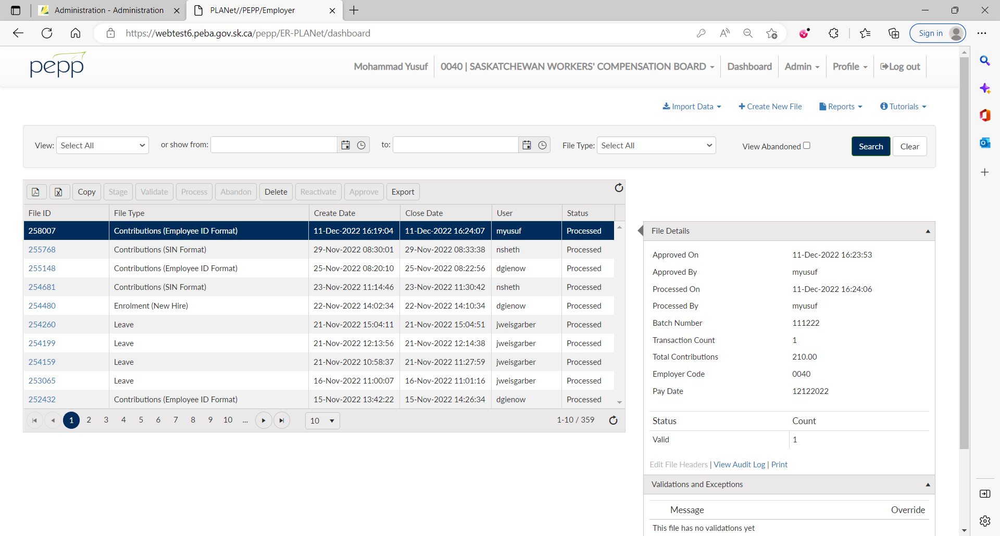 Administration - Administration
PLANet//PEPP/Employer
https://webtest6.peba.gov.sk.ca/pepp/ER-PLANet/dashboard
Sign in
pepp
Mohammad Yusuf
0040 | SASKATCHEWAN WORKERS' COMPENSATION BOARD
Dashboard
Admin
Profile
Log out
Import Data
Create New File
Reports
Tutorials
View: Select All or show from: to: File Type: Select All View Abandoned Search Clear
Copy Stage Validate Process Abandon Delete Reactivate Approve Export
File ID File Type Create Date Close Date User Status
258007 Contributions (Employee ID Format) 11-Dec-2022 16:19:04 11-Dec-2022 16:24:07 myusuf Processed
255768 Contributions (SIN Format) 29-Nov-2022 08:30:01 29-Nov-2022 08:33:38 nsheth Processed
255148 Contributions (Employee ID Format) 25-Nov-2022 08:20:10 25-Nov-2022 08:22:56 dgienow Processed
254681 Contributions (SIN Format) 23-Nov-2022 11:14:46 23-Nov-2022 11:30:42 nsheth Processed
254480 Enrolment (New Hire) 22-Nov-2022 14:02:34 22-Nov-2022 14:10:34 dgienow Processed
254260 Leave 21-Nov-2022 15:04:11 21-Nov-2022 15:04:51 jweisgarber Processed
254199 Leave 21-Nov-2022 12:13:56 21-Nov-2022 12:14:38 jweisgarber Processed
254159 Leave 21-Nov-2022 10:58:37 21-Nov-2022 11:27:59 jweisgarber Processed
253065 Leave 16-Nov-2022 11:00:07 16-Nov-2022 11:01:16 jweisgarber Processed
252432 Contributions (Employee ID Format) 15-Nov-2022 13:42:22 15-Nov-2022 14:26:34 dgienow Processed
1 2 3 4 5 6 7 8 9 10 ... 10 1-10 / 359
File Details
Approved On 11-Dec-2022 16:23:53
Approved By myusuf
Processed On 11-Dec-2022 16:24:06
Processed By myusuf
Batch Number 111222
Transaction Count 1
Total Contributions 210.00
Employer Code 0040
Pay Date 12122022
Status Count
Valid 1
Edit File Headers | View Audit Log | Print
Validations and Exceptions
Message Override
This file has no validations yet